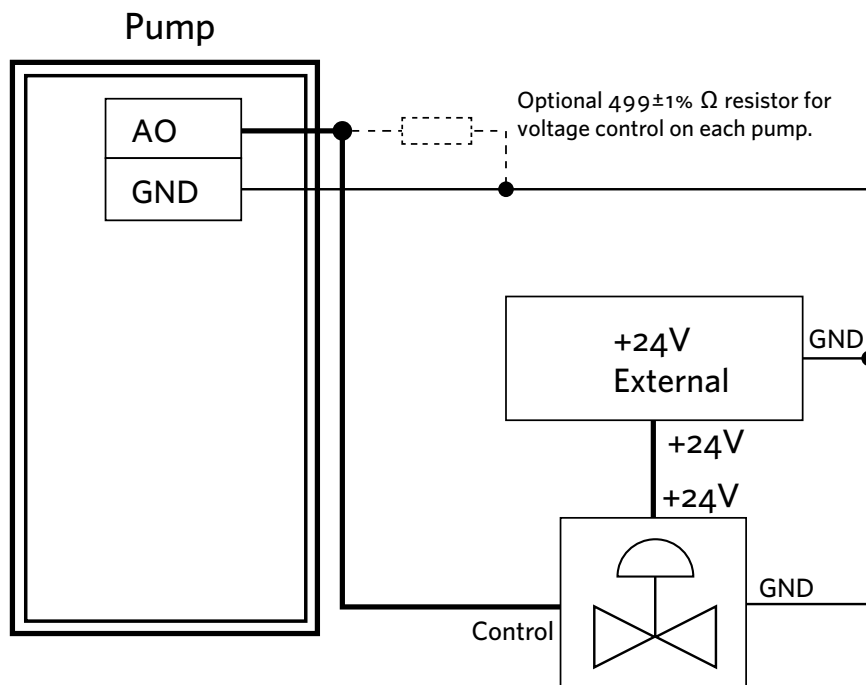 Pump
AO
GND
Optional 499±1% Ω resistor for
voltage control on each pump.
+24V
External
GND
+24V
+24V
GND
Control